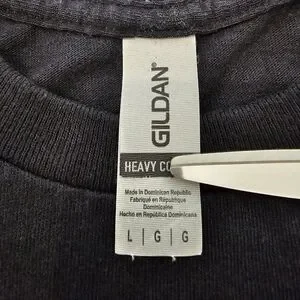 GILDAN®
HEAVY CO
Made in Dominican Republic
Fabriqué en République
Dominicaine
Hecho en República Dominicana
L | G | G